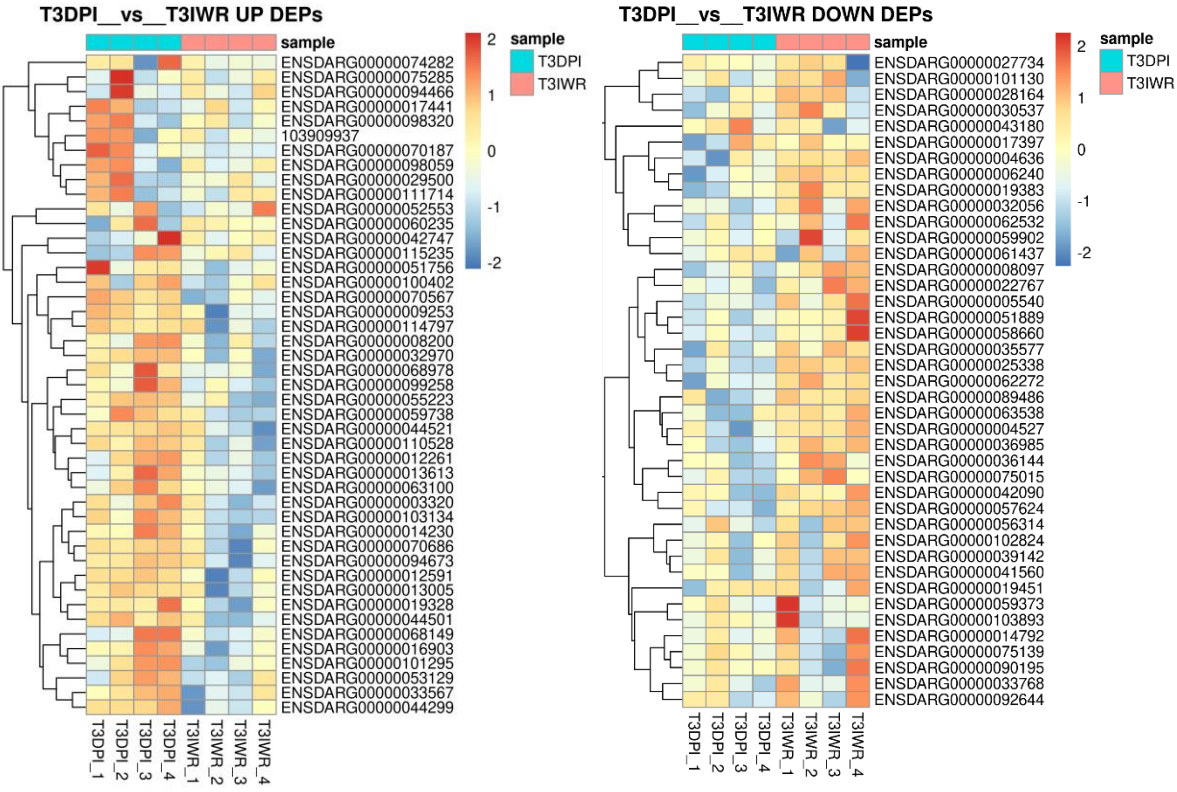 T3DPI__vs__T3IWR UP DEPs
sample
ENSDARG00000074282
ENSDARG00000075285
ENSDARG00000094466
ENSDARG00000017441
ENSDARG00000098320
103909937
ENSDARG00000070187
ENSDARG00000098059
ENSDARG00000029500
ENSDARG00000111714
ENSDARG00000052553
ENSDARG00000060235
ENSDARG00000042747
ENSDARG00000115235
ENSDARG00000051756
ENSDARG00000100402
ENSDARG00000070567
ENSDARG00000009253
ENSDARG00000114797
ENSDARG00000008200
ENSDARG00000032970
ENSDARG00000068978
ENSDARG00000099258
ENSDARG00000055223
ENSDARG00000059738
ENSDARG00000044521
ENSDARG00000110528
ENSDARG00000012261
ENSDARG00000013613
ENSDARG00000063100
ENSDARG00000003320
ENSDARG00000103134
ENSDARG00000014230
ENSDARG00000070686
ENSDARG00000094673
ENSDARG00000012591
ENSDARG00000013005
ENSDARG00000019328
ENSDARG00000044501
ENSDARG00000068149
ENSDARG00000016903
ENSDARG00000101295
ENSDARG00000053129
ENSDARG00000033567
ENSDARG00000044299
T3DPI_1
T3DPI_2
T3DPI_3
T3DPI_4
T3IWR_1
T3IWR_2
T3IWR_3
T3IWR_4
2
1
0
-1
-2
sample
T3DPI
T3IWR
T3DPI__vs__T3IWR DOWN DEPs
sample
ENSDARG00000027734
ENSDARG00000101130
ENSDARG00000028164
ENSDARG00000030537
ENSDARG00000043180
ENSDARG00000017397
ENSDARG00000004636
ENSDARG00000006240
ENSDARG00000019383
ENSDARG00000032056
ENSDARG00000062532
ENSDARG00000059902
ENSDARG00000061437
ENSDARG00000008097
ENSDARG00000022767
ENSDARG00000005540
ENSDARG00000051889
ENSDARG00000058660
ENSDARG00000035577
ENSDARG00000025338
ENSDARG00000062272
ENSDARG00000089486
ENSDARG00000063538
ENSDARG00000004527
ENSDARG00000036985
ENSDARG00000036144
ENSDARG00000075015
ENSDARG00000042090
ENSDARG00000057624
ENSDARG00000056314
ENSDARG00000102824
ENSDARG00000039142
ENSDARG00000041560
ENSDARG00000019451
ENSDARG00000059373
ENSDARG00000103893
ENSDARG00000014792
ENSDARG00000075139
ENSDARG00000090195
ENSDARG00000033768
ENSDARG00000092644
T3DPI_1
T3DPI_2
T3DPI_3
T3DPI_4
T3IWR_1
T3IWR_2
T3IWR_3
T3IWR_4
2
1
0
-1
-2
sample
T3DPI
T3IWR